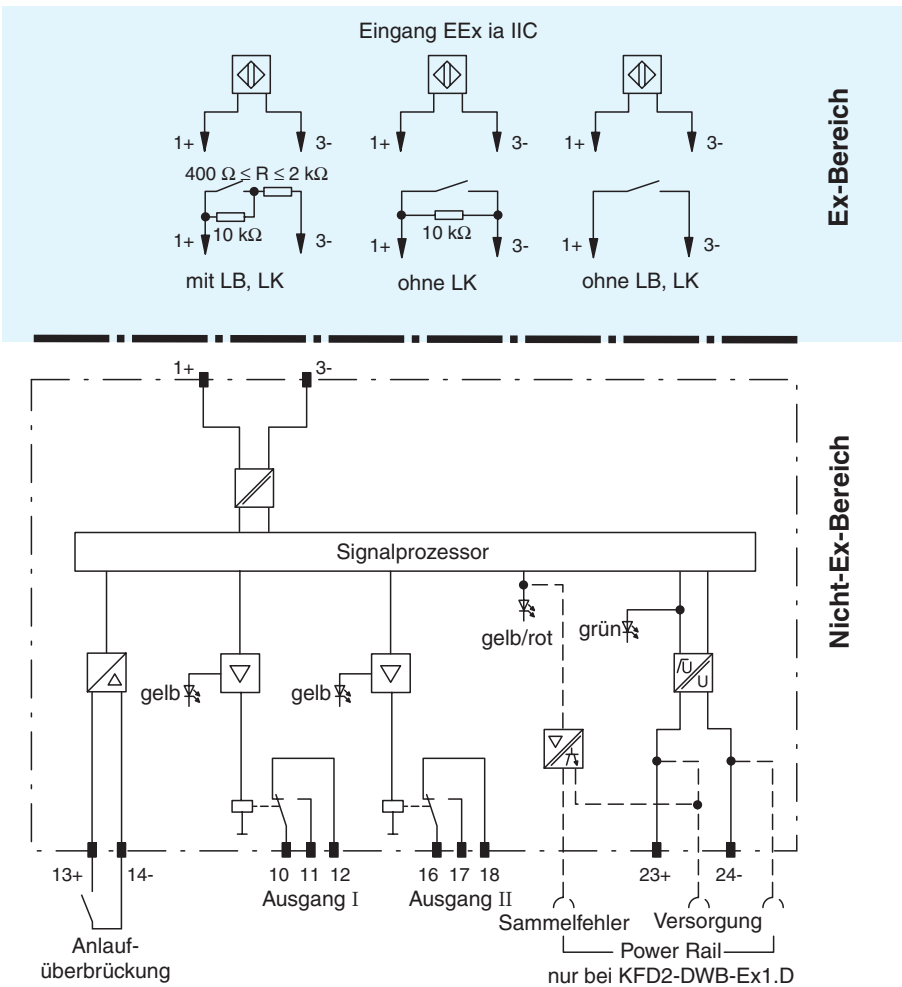 Eingang EEx ia IIC
1+ 3- 1+ 3- 1+ 3-
400 Ω ≤ R ≤ 2 kΩ
10 kΩ 10 kΩ
1+ 3- 1+ 3- 1+ 3-
mit LB, LK ohne LK ohne LB, LK
Ex-Bereich
1+ 3-
Nicht-Ex-Bereich
Signalprozessor
gelb/rot grün
U
U
gelb gelb
13+ 14- 10 11 12 16 17 18 23+ 24-
Ausgang I Ausgang II
Sammelfehler Versorgung
Anlauf-
überbrückung
Power Rail
nur bei KFD2-DWB-Ex1.D